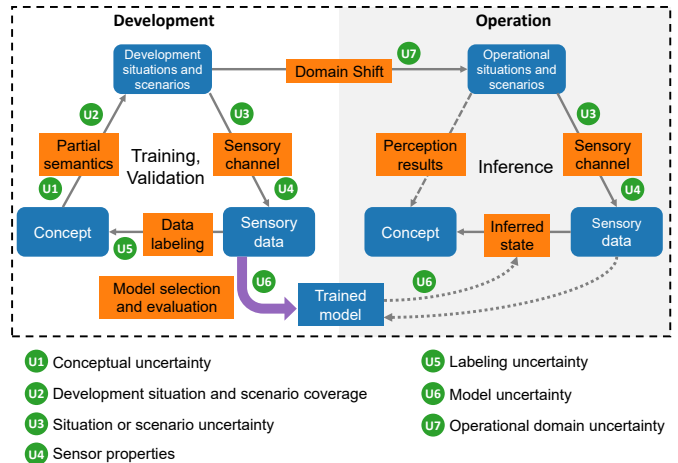 Development
Operation
Development
situations and
scenarios
U7
Domain Shift
Operational
situations and
scenarios
U2
U3
U3
Partial
semantics
Training,
Validation
Sensory
channel
Perception
results
Inference
Sensory
channel
U1
U4
U4
Concept
Data
labeling
U5
Sensory
data
Concept
Inferred
state
Sensory
data
Model selection
and evaluation
U6
Trained
model
U6
U1 Conceptual uncertainty
U2 Development situation and scenario coverage
U3 Situation or scenario uncertainty
U4 Sensor properties
U5 Labeling uncertainty
U6 Model uncertainty
U7 Operational domain uncertainty